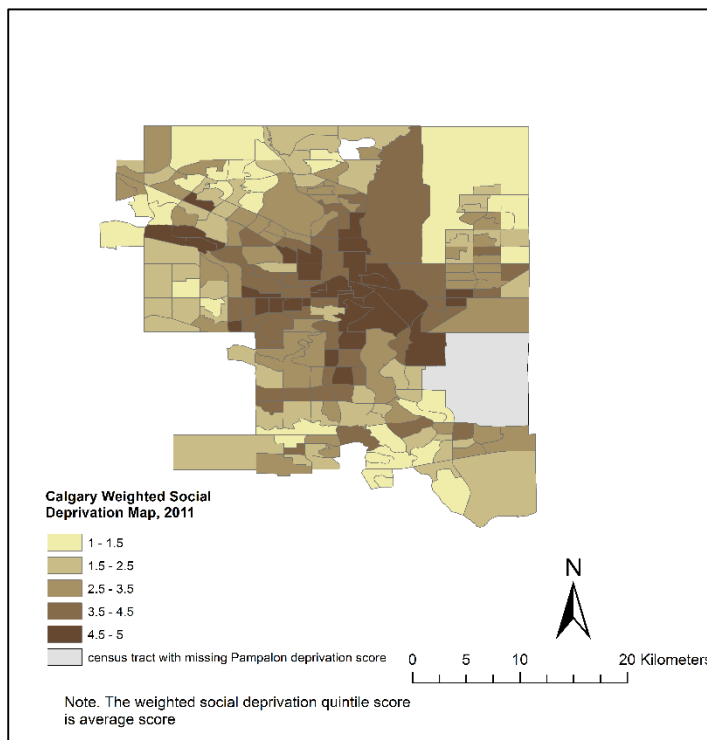 Calgary Weighted Social
Deprivation Map, 2011
1 - 1.5
1.5 - 2.5
2.5 - 3.5
3.5 - 4.5
4.5 - 5
census tract with missing Pampalon deprivation score
N
0 5 10 20 Kilometers
Note. The weighted social deprivation quintile score
is average score